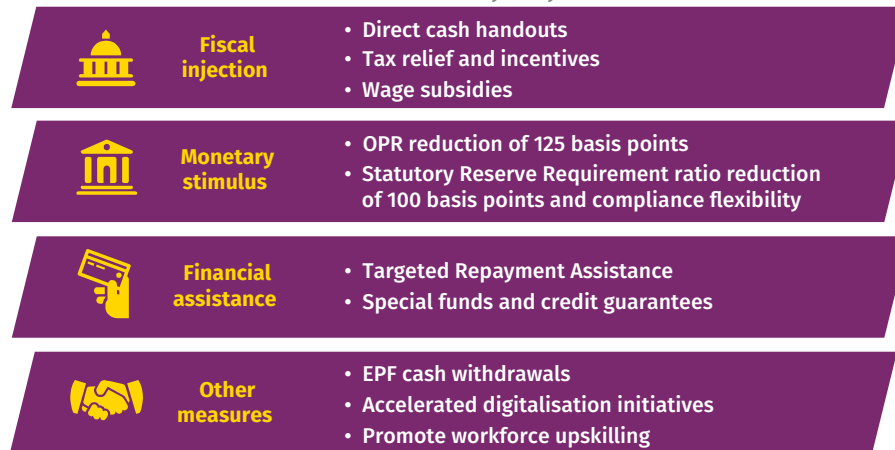 Fiscal
injection
• Direct cash handouts
• Tax relief and incentives
• Wage subsidies
Monetary
stimulus
• OPR reduction of 125 basis points
• Statutory Reserve Requirement ratio reduction
of 100 basis points and compliance flexibility
Financial
assistance
• Targeted Repayment Assistance
• Special funds and credit guarantees
Other
measures
• EPF cash withdrawals
• Accelerated digitalisation initiatives
• Promote workforce upskilling